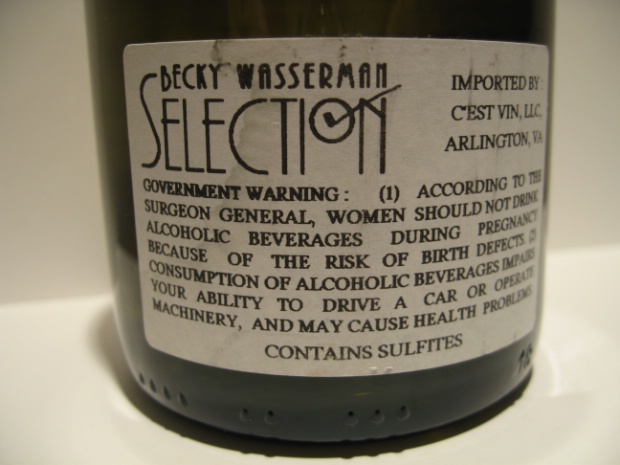 BECKY WASSERMAN
SELECTION
IMPORTED BY :
C'EST VIN, LLC,
ARLINGTON, VA
GOVERNMENT WARNING : (1) ACCORDING TO THE
SURGEON GENERAL, WOMEN SHOULD NOT DRINK
ALCOHOLIC BEVERAGES DURING PREGNANCY
BECAUSE OF THE RISK OF BIRTH DEFECTS. (2)
CONSUMPTION OF ALCOHOLIC BEVERAGES IMPAIRS
YOUR ABILITY TO DRIVE A CAR OR OPERATE
MACHINERY, AND MAY CAUSE HEALTH PROBLEMS.
CONTAINS SULFITES